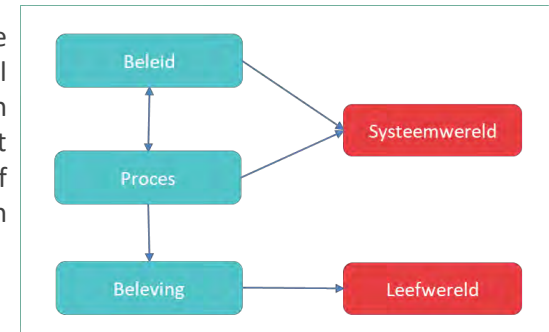 e
l
n
t
f
n
Beleid
Systeemwereld
Proces
Beleving
Leefwereld